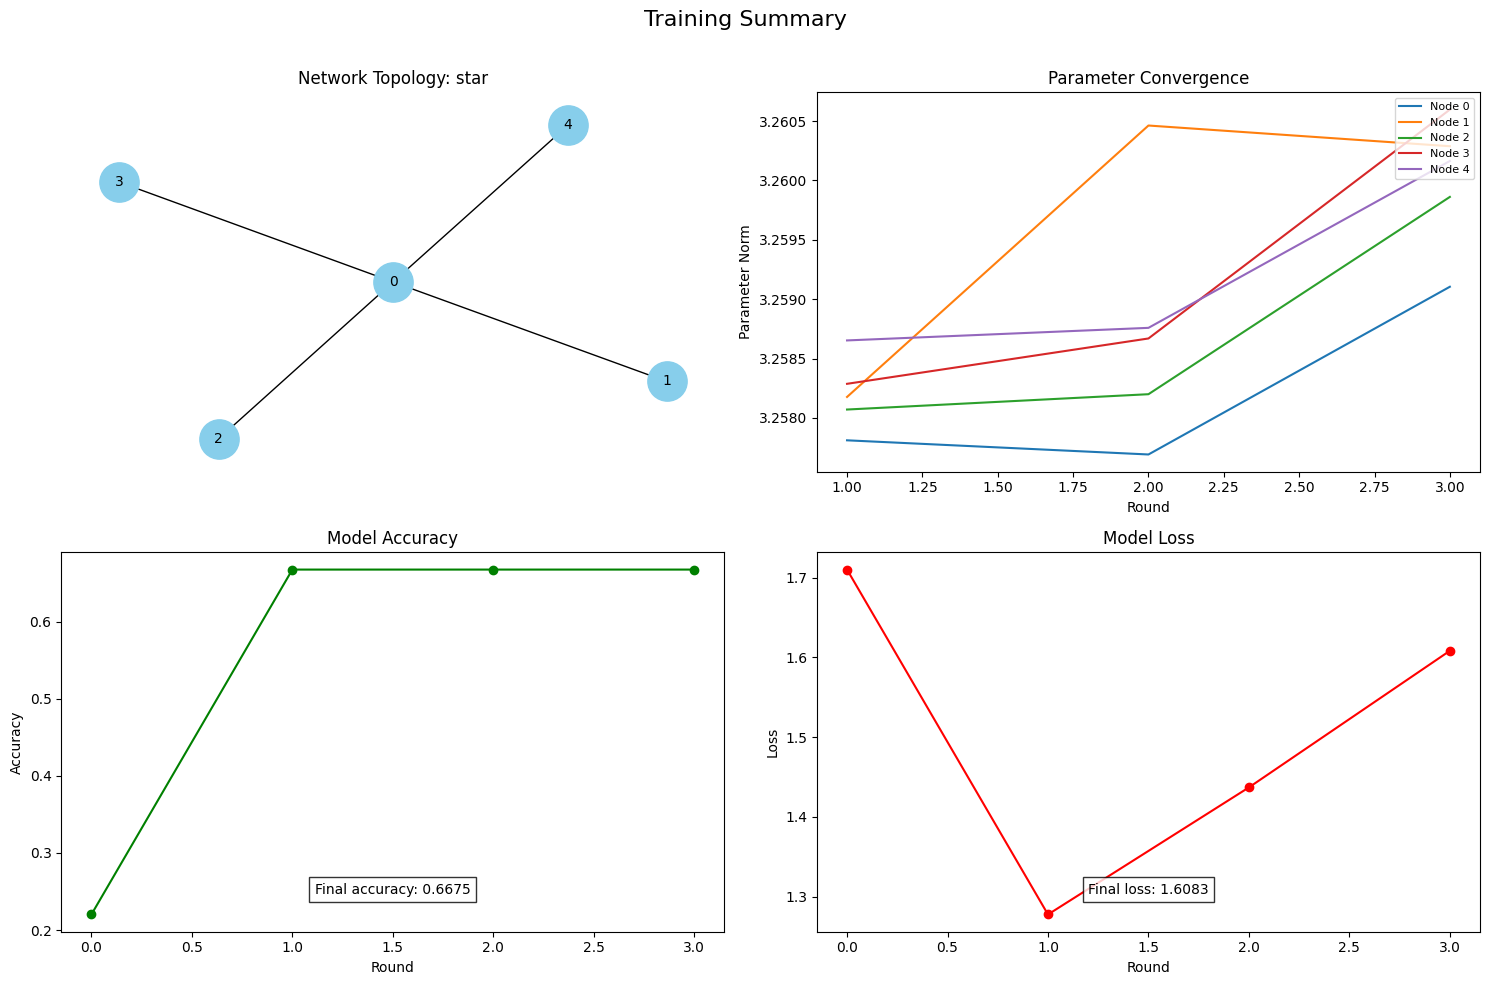 Training Summary
Network Topology: star
4
3
0
1
2
Parameter Convergence
Parameter Norm
3.2605
3.2600
3.2595
3.2590
3.2585
3.2580
Node 0
Node 1
Node 2
Node 3
Node 4
1.00 1.25 1.50 1.75 2.00 2.25 2.50 2.75 3.00
Round
Model Accuracy
Accuracy
0.6
0.5
0.4
0.3
0.2
Final accuracy: 0.6675
0.0 0.5 1.0 1.5 2.0 2.5 3.0
Round
Model Loss
Loss
1.7
1.6
1.5
1.4
1.3
Final loss: 1.6083
0.0 0.5 1.0 1.5 2.0 2.5 3.0
Round